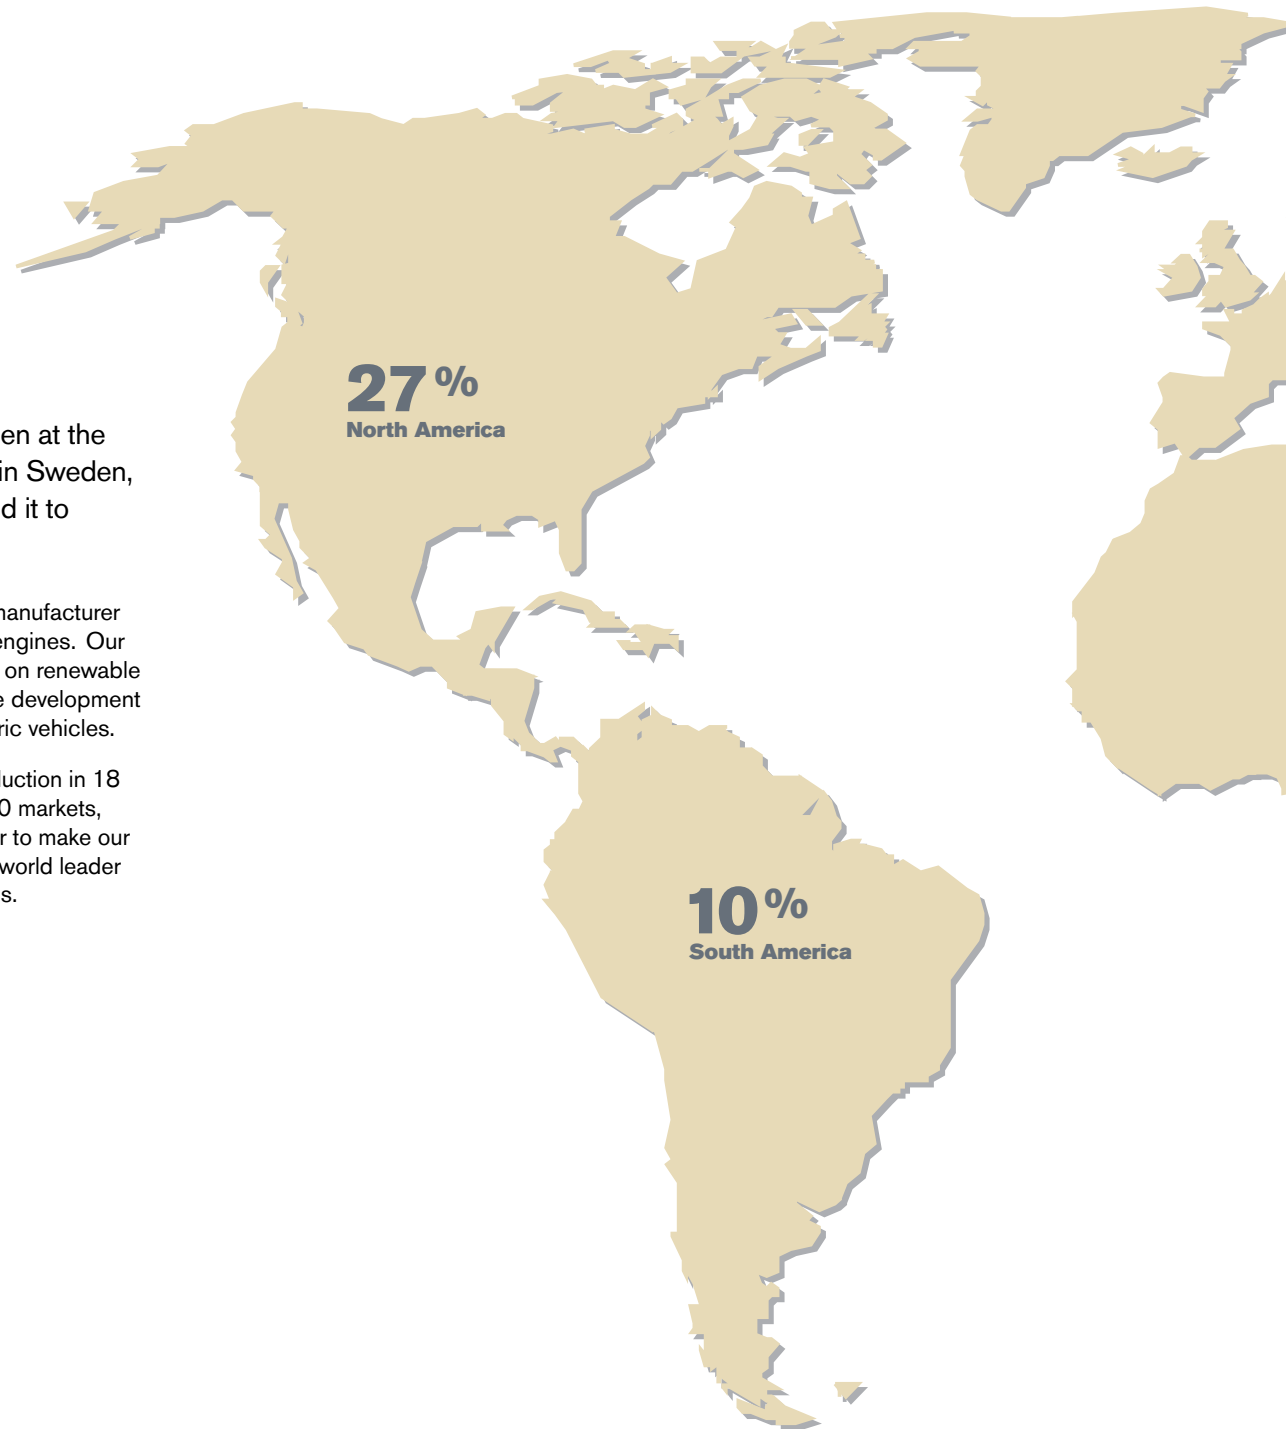 en at the
in Sweden,
d it to
manufacturer
engines. Our
on renewable
e development
ric vehicles.
duction in 18
0 markets,
r to make our
world leader
s.
27%
North America
10%
South America